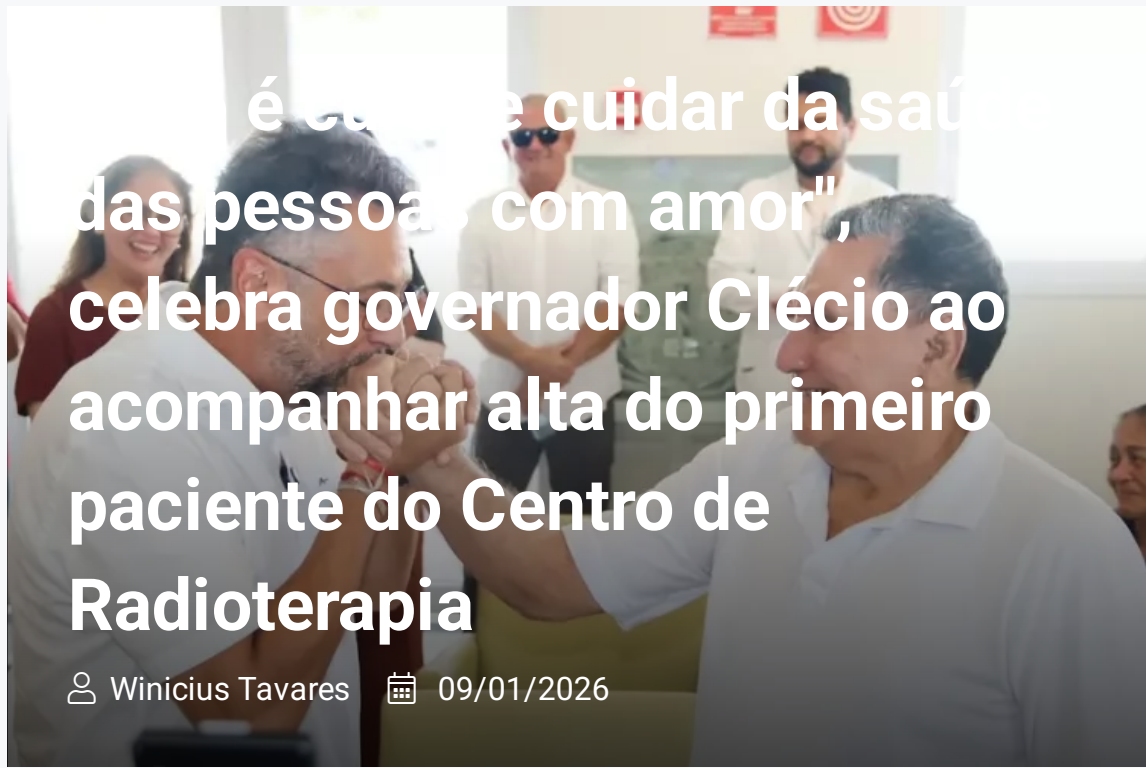 é cuidar da saúde
das pessoas com amor",
celebra governador Clécio ao
acompanhar alta do primeiro
paciente do Centro de
Radioterapia
Winicius Tavares 09/01/2026